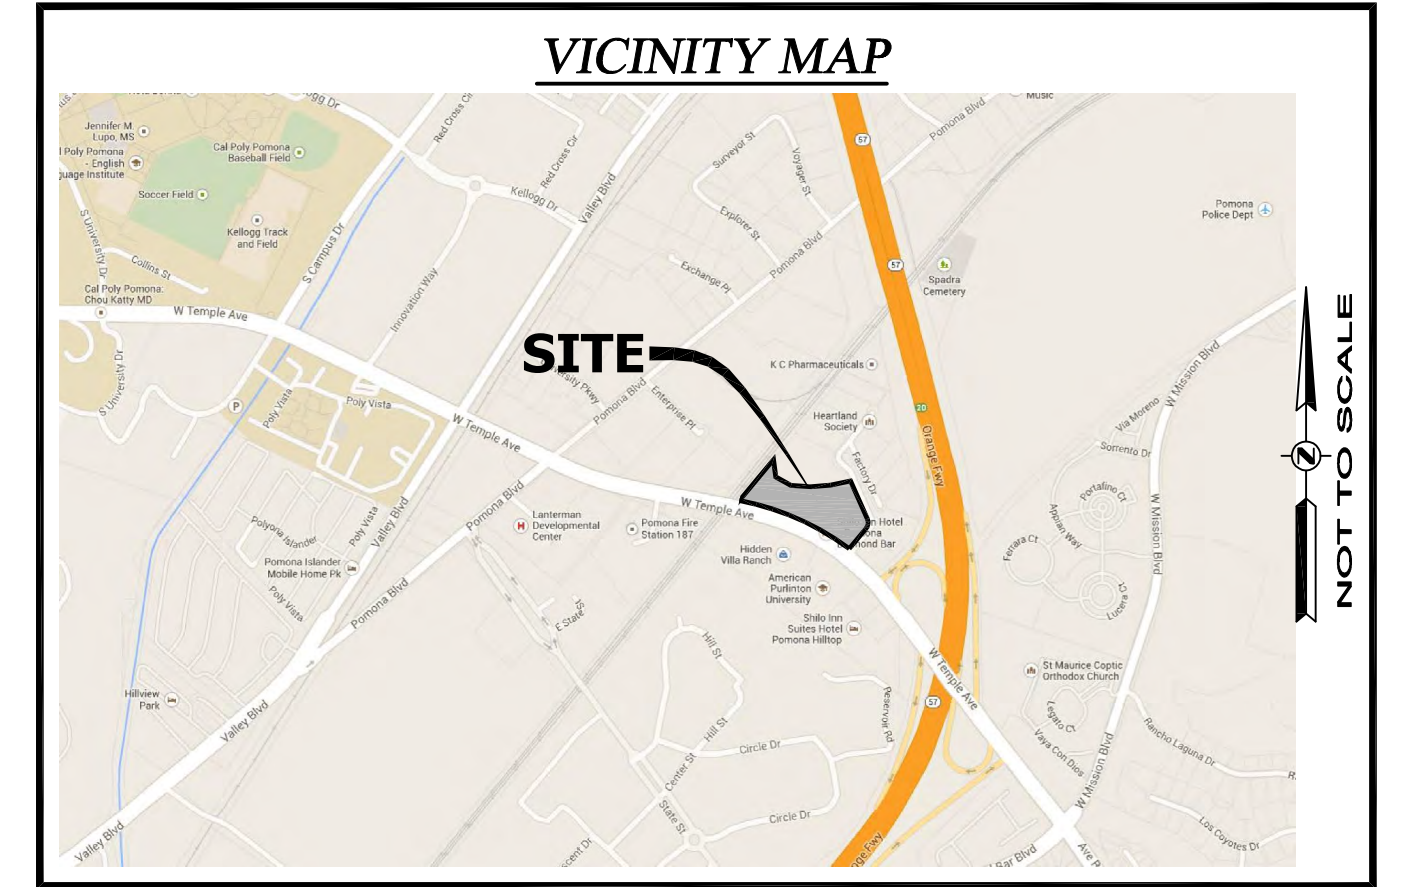 VICINITY MAP
Kellogg Dr
Red Cross Cir
Music
Pomona Blvd
Jennifer M.
Lupo, MS
Cal Poly Pomona
Baseball Field
- English
Soccer Field
Red Cross Cir
Kellogg Dr
Valley Blvd
Surveyor St
Voyager St
57
Pomona
Police Dept
S University Dr
Kellogg Track
and Field
S Campus Dr
Explorer St
Pomona Blvd
Collins St
Exchange Pl
57
Spadra
Cemetery
Cal Poly Pomona:
Chou Katty MD
W Temple Ave
Innovation Way
SITE
NOT TO SCALE
N
K C Pharmaceuticals
W Mission Blvd
S University Dr
P
Poly Vista
Poly Vista
Pomona Blvd
Enterprise Pl
Heartland
Society
20
Via Moreno
W Temple Ave
Orange Fwy
Sorrento Dr
Factory Dr
Portafino Ct
Pomona Blvd
W Temple Ave
W Mission Blvd
Appian Way
Polyona Islander
Poly Vista
Valley Blvd
H
Lanterman
Developmental
Center
Pomona Fire
Station 187
Hotel
Bar
Ferrara Ct
Hidden
Villa Ranch
Pomona Islander
Mobile Home Pk
Poly Vista
Pomona Blvd
American
Purlinton
University
Lucera Ct
E State St
Shilo Inn
Suites Hotel
Pomona Hilltop
Hill St
W Temple Ave
St Maurice Coptic
Orthodox Church
Hillview
Park
Valley Blvd
Reservoir Rd
57
Legato Ct
Hill St
Circle Dr
Center St
Vaya Con Dios
Rancho Laguna Dr
W Mission Blvd
State St
Circle Dr
Valley Blvd
Los Coyotes Dr
Fwy
Bar Blvd
Ave